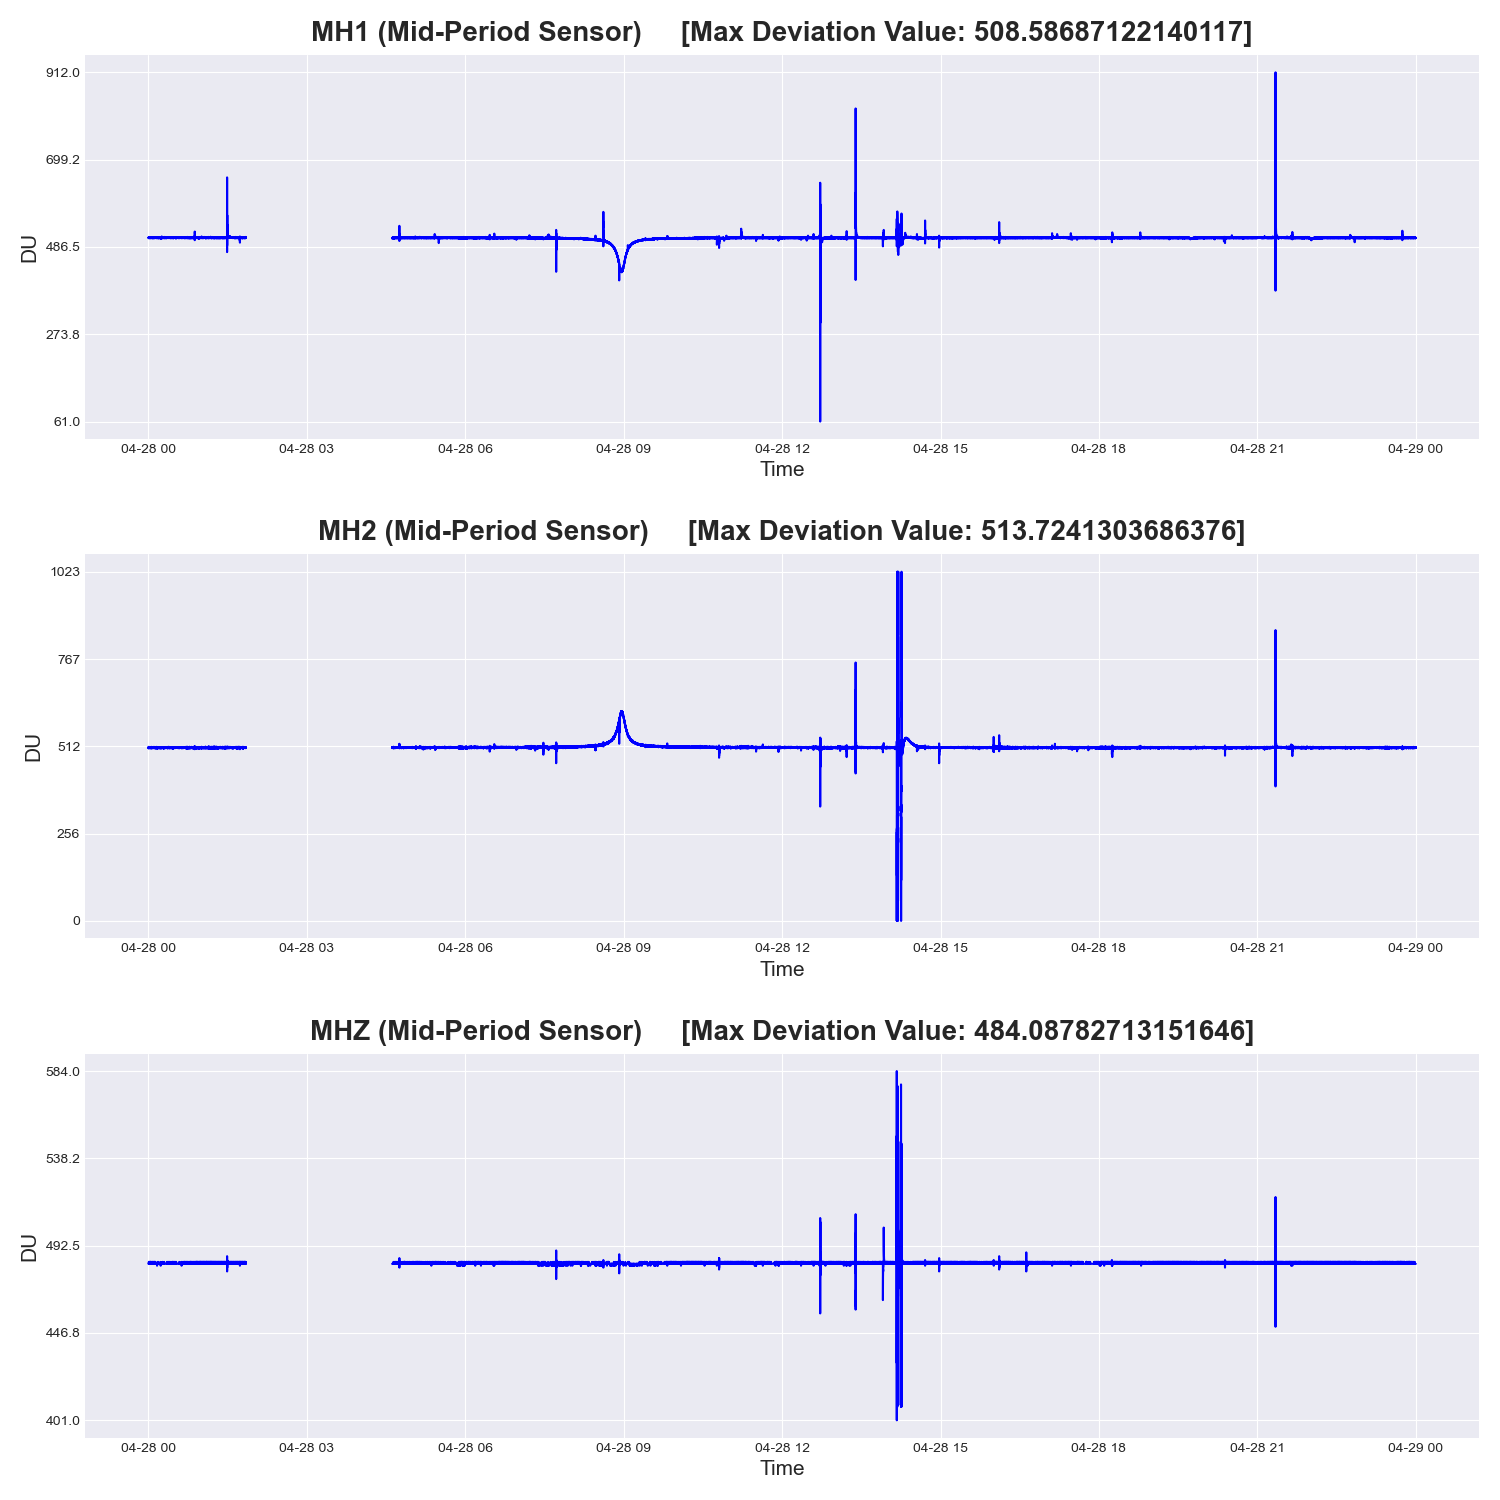 MH1 (Mid-Period Sensor) [Max Deviation Value: 508.58687122140117]
912.0
699.2
486.5
273.8
61.0
DU
04-28 00 04-28 03 04-28 06 04-28 09 04-28 12 04-28 15 04-28 18 04-28 21 04-29 00
Time
MH2 (Mid-Period Sensor) [Max Deviation Value: 513.7241303686376]
1023
767
512
256
0
DU
04-28 00 04-28 03 04-28 06 04-28 09 04-28 12 04-28 15 04-28 18 04-28 21 04-29 00
Time
MHZ (Mid-Period Sensor) [Max Deviation Value: 484.08782713151646]
584.0
538.2
492.5
446.8
401.0
DU
04-28 00 04-28 03 04-28 06 04-28 09 04-28 12 04-28 15 04-28 18 04-28 21 04-29 00
Time